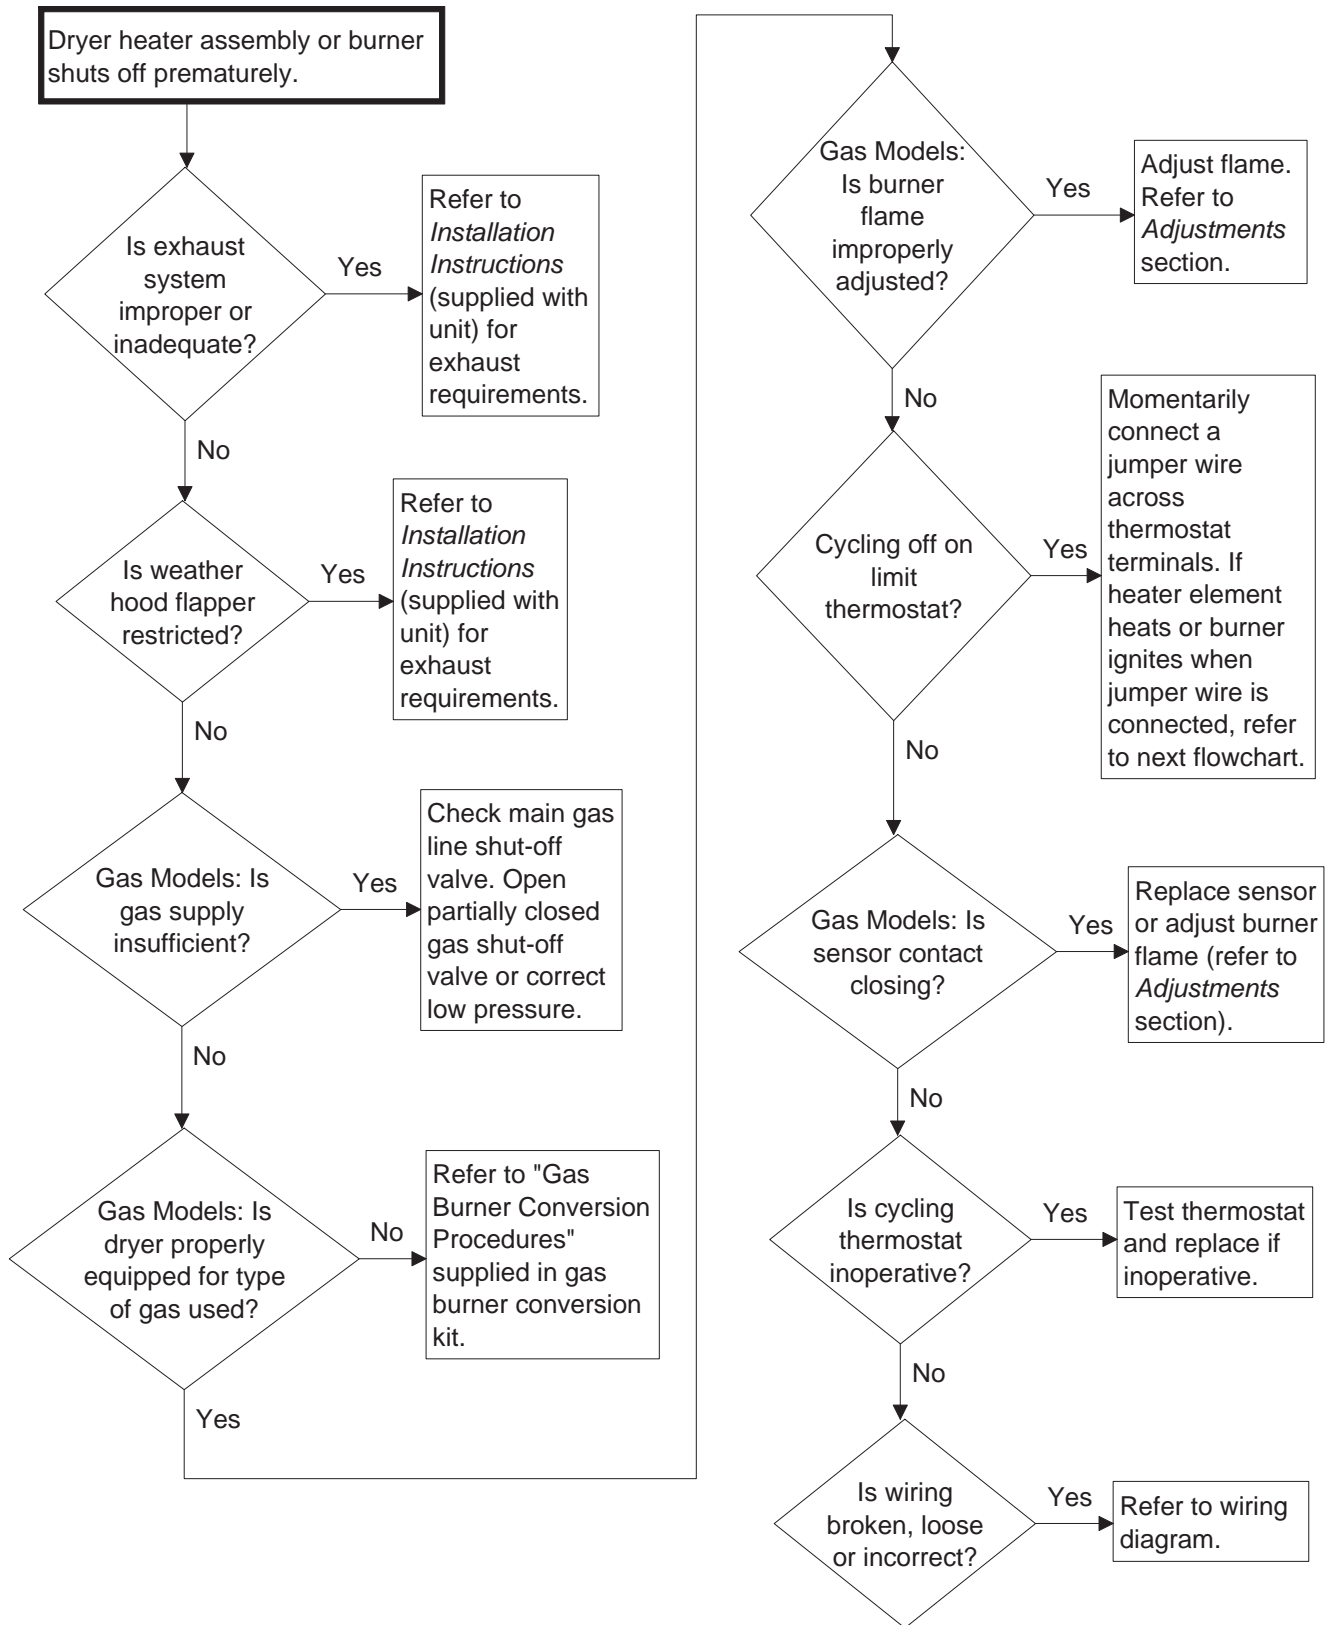 Dryer heater assembly or burner
shuts off prematurely.
Is exhaust
system
improper or
inadequate?
Yes
Refer to
Installation
Instructions
(supplied with
unit) for
exhaust
requirements.
No
Is weather
hood flapper
restricted?
Yes
Refer to
Installation
Instructions
(supplied with
unit) for
exhaust
requirements.
No
Gas Models: Is
gas supply
insufficient?
Yes
Check main gas
line shut-off
valve. Open
partially closed
gas shut-off
valve or correct
low pressure.
No
Gas Models: Is
dryer properly
equipped for type
of gas used?
No
Refer to "Gas
Burner Conversion
Procedures"
supplied in gas
burner conversion
kit.
Yes
Gas Models:
Is burner
flame
improperly
adjusted?
Yes
Adjust flame.
Refer to
Adjustments
section.
No
Cycling off on
limit
thermostat?
Yes
Momentarily
connect a
jumper wire
across
thermostat
terminals. If
heater element
heats or burner
ignites when
jumper wire is
connected, refer
to next flowchart.
No
Gas Models: Is
sensor contact
closing?
Yes
Replace sensor
or adjust burner
flame (refer to
Adjustments
section).
No
Is cycling
thermostat
inoperative?
Yes
Test thermostat
and replace if
inoperative.
No
Is wiring
broken, loose
or incorrect?
Yes
Refer to wiring
diagram.